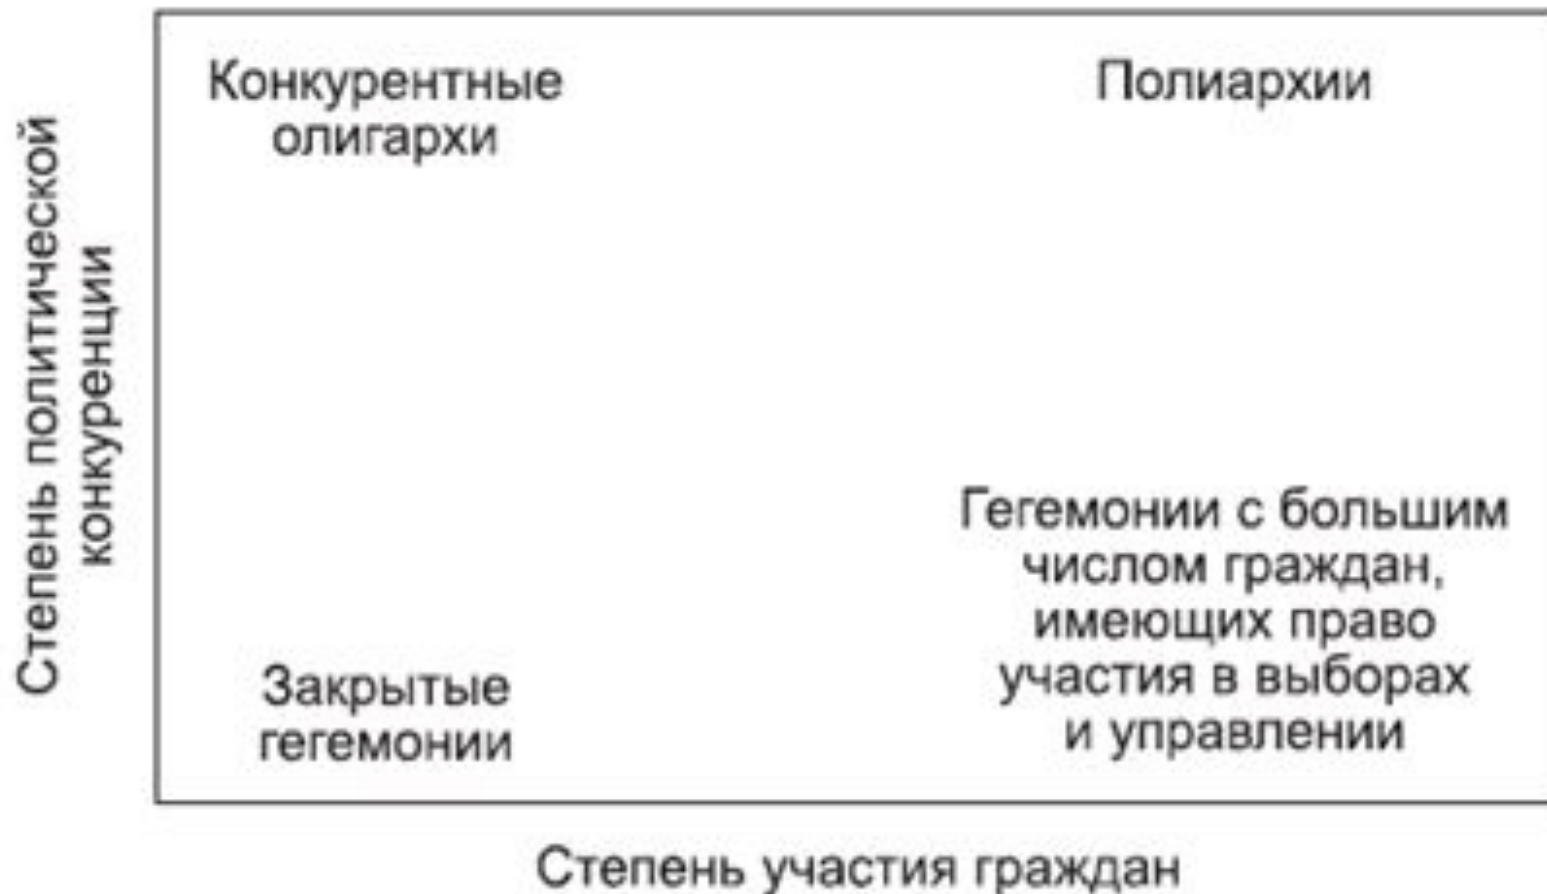 Степень политической
конкуренции
Конкурентные
олигархи
Полиархии
Закрытые
гегемонии
Гегемонии с большим
числом граждан,
имеющих право
участия в выборах
и управлении
Степень участия граждан